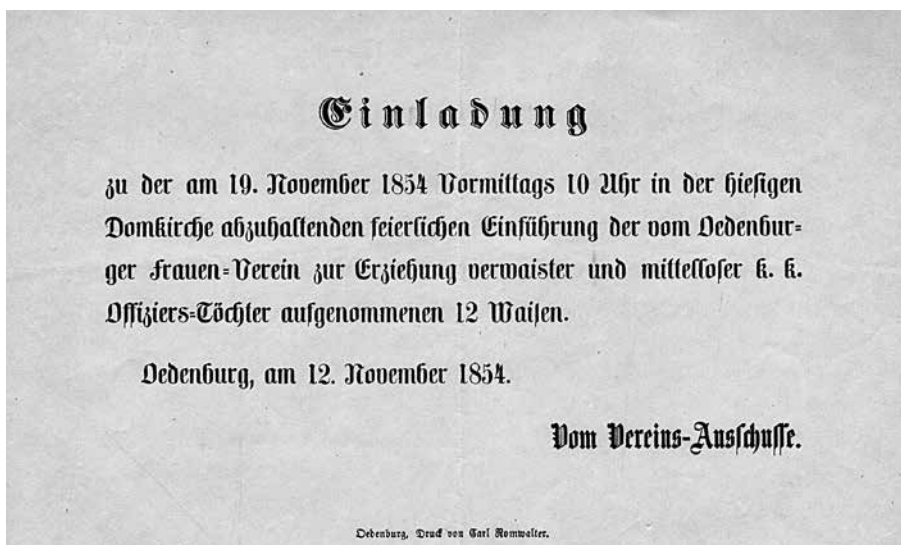 Einladung
zu der am 19. November 1854 Vormittags 10 Uhr in der hiesigen
Domkirche abzuhaltenden feierlichen Einführung der vom Oedenbur=
ger Frauen=Verein zur Erziehung verwaister und mittelloser k. k.
Offiziers=Töchter aufgenommenen 12 Waisen.
Oedenburg, am 12. November 1854.
Vom Vereins-Ausschusse.
Oedenburg, Druck von Carl Romwalter.